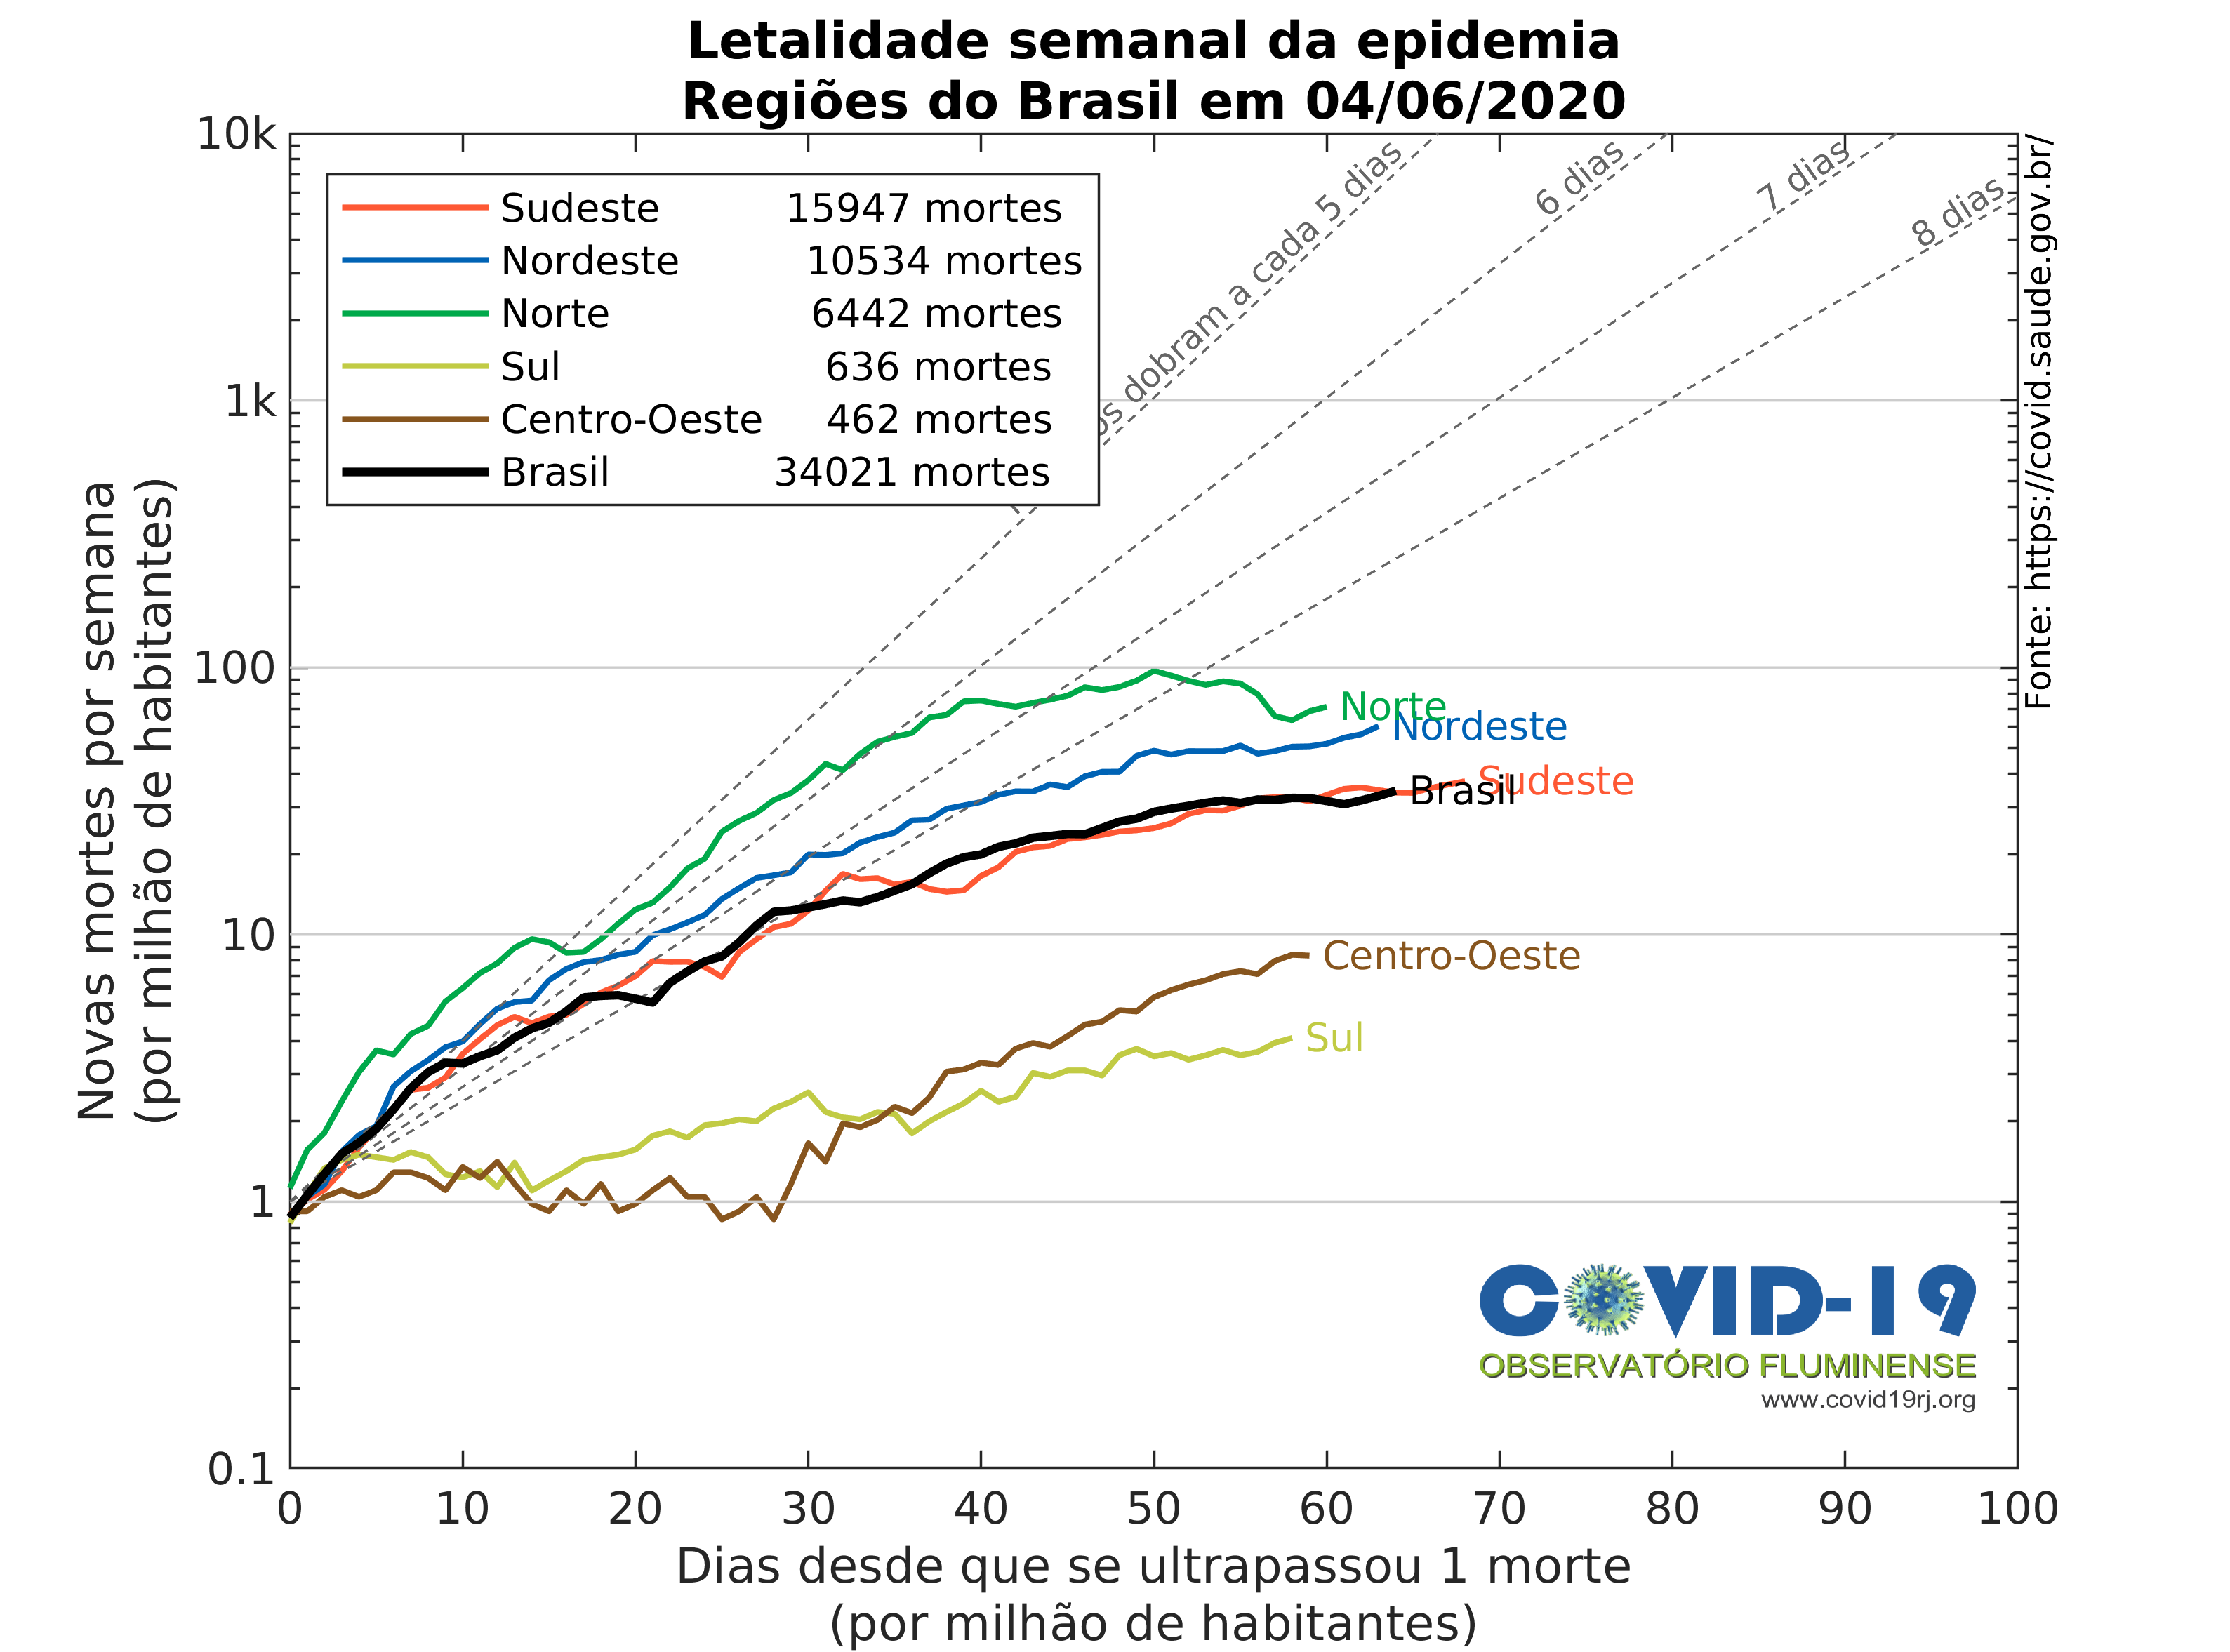 Letalidade semanal da epidemia
Regiões do Brasil em 04/06/2020
10k
1k
100
10
1
0.1
Novas mortes por semana
(por milhão de habitantes)
Sudeste 15947 mortes
Nordeste 10534 mortes
Norte 6442 mortes
Sul 636 mortes
Centro-Oeste 462 mortes
Brasil 34021 mortes
dobram a cada 5 dias
6 dias
7 dias
8 dias
Fonte: https://covid.saude.gov.br/
Norte
Nordeste
Sudeste
Brasil
Centro-Oeste
Sul
COVID-19
OBSERVATÓRIO FLUMINENSE
www.covid19rj.org
0 10 20 30 40 50 60 70 80 90 100
Dias desde que se ultrapassou 1 morte
(por milhão de habitantes)